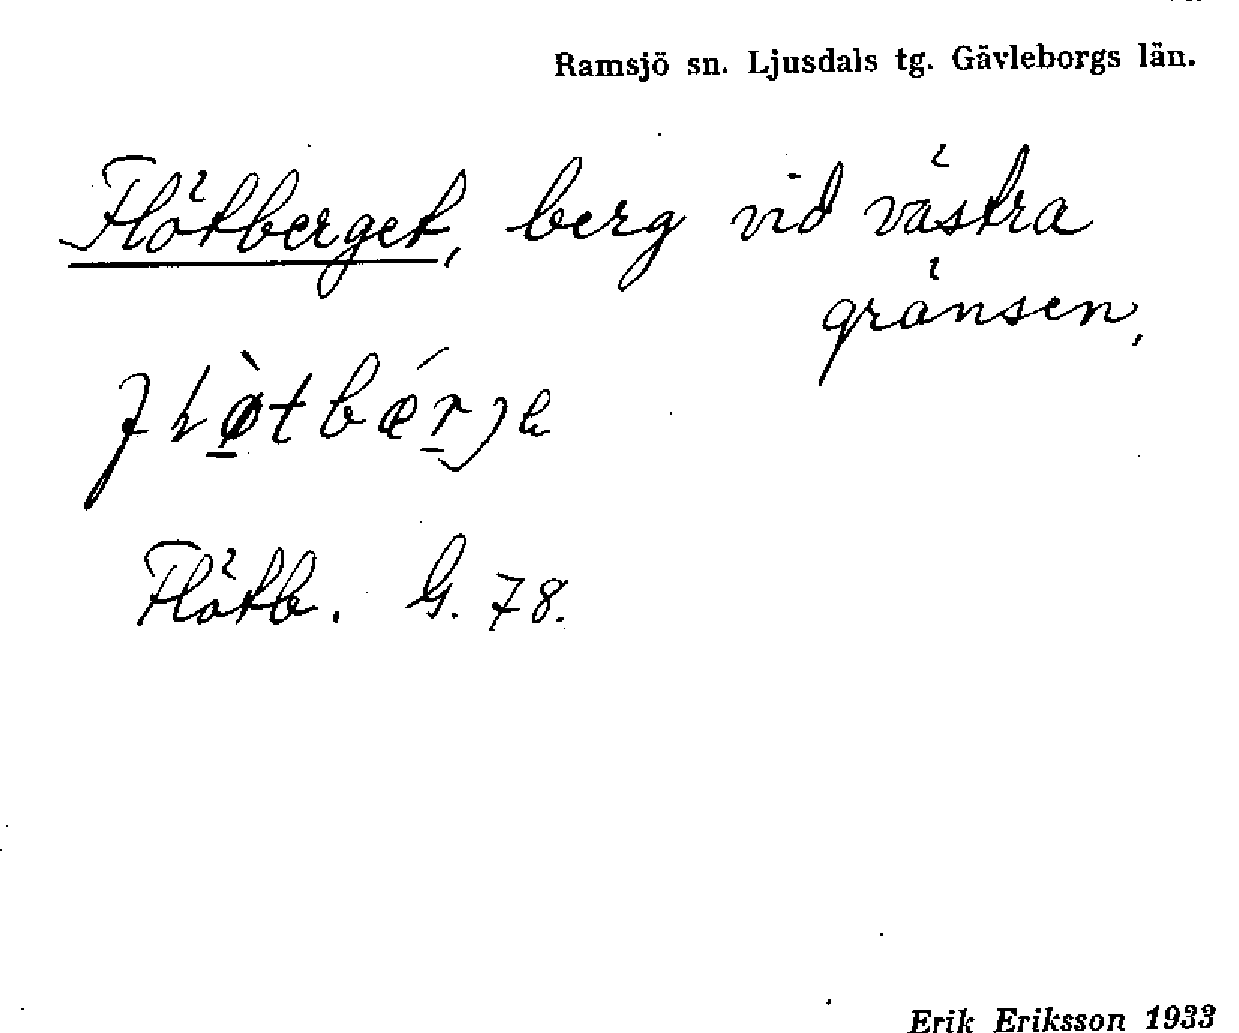 Ramsjö sn. Ljusdals tg. Gävleborgs län.
Flötberget, berg vid västra
gränsen.
Flötb. G. 78.
Erik Eriksson 1933